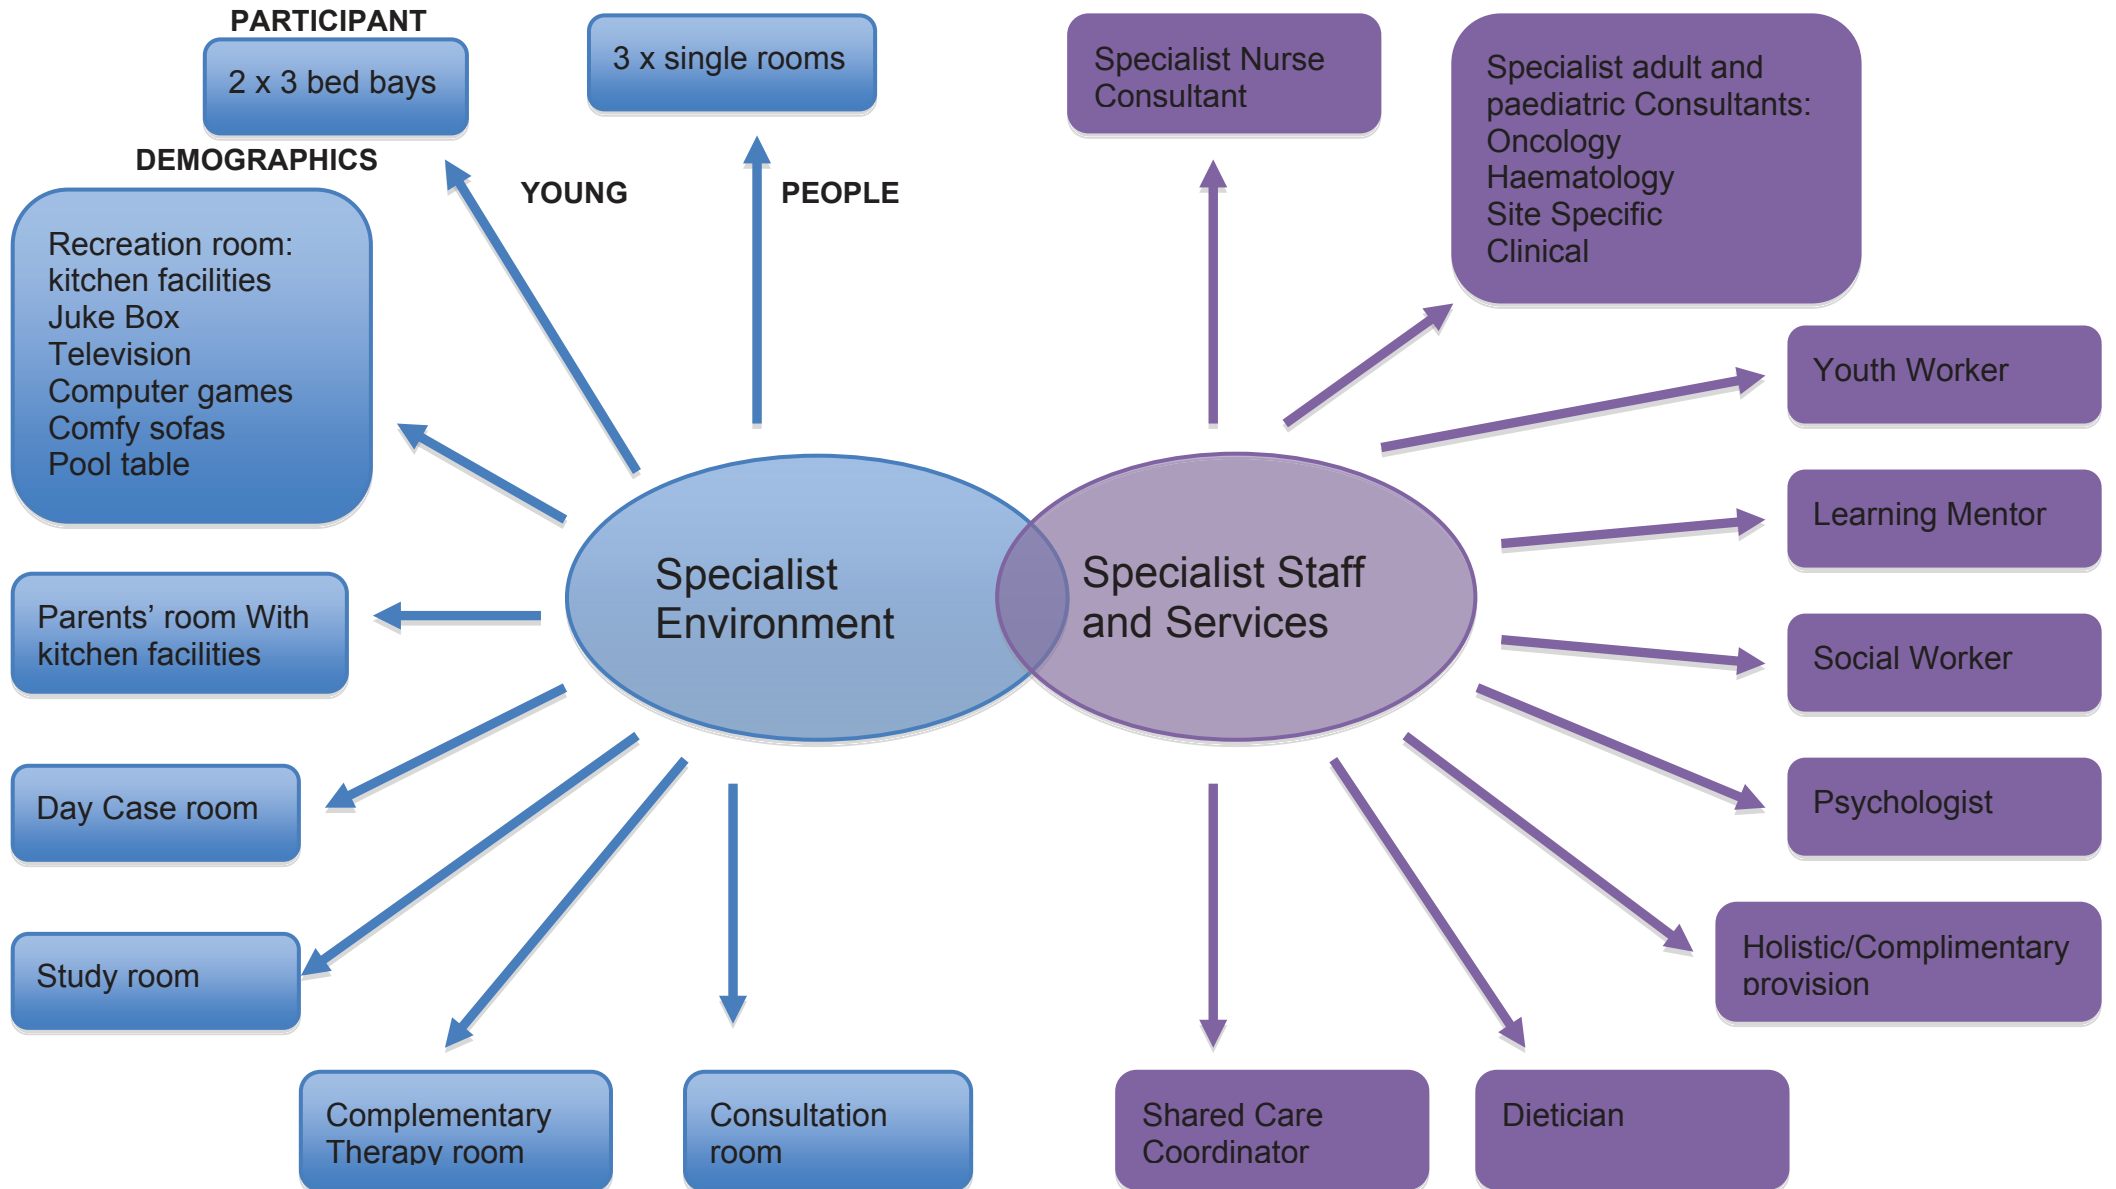 PARTICIPANT
2 x 3 bed bays
3 x single rooms
DEMOGRAPHICS
YOUNG
PEOPLE
Recreation room:
kitchen facilities
Juke Box
Television
Computer games
Comfy sofas
Pool table
Parents’ room With
kitchen facilities
Day Case room
Study room
Complementary
Therapy room
Consultation
room
Specialist
Environment
Specialist Staff
and Services
Specialist Nurse
Consultant
Specialist adult and
paediatric Consultants:
Oncology
Haematology
Site Specific
Clinical
Youth Worker
Learning Mentor
Social Worker
Psychologist
Holistic/Complimentary
provision
Dietician
Shared Care
Coordinator